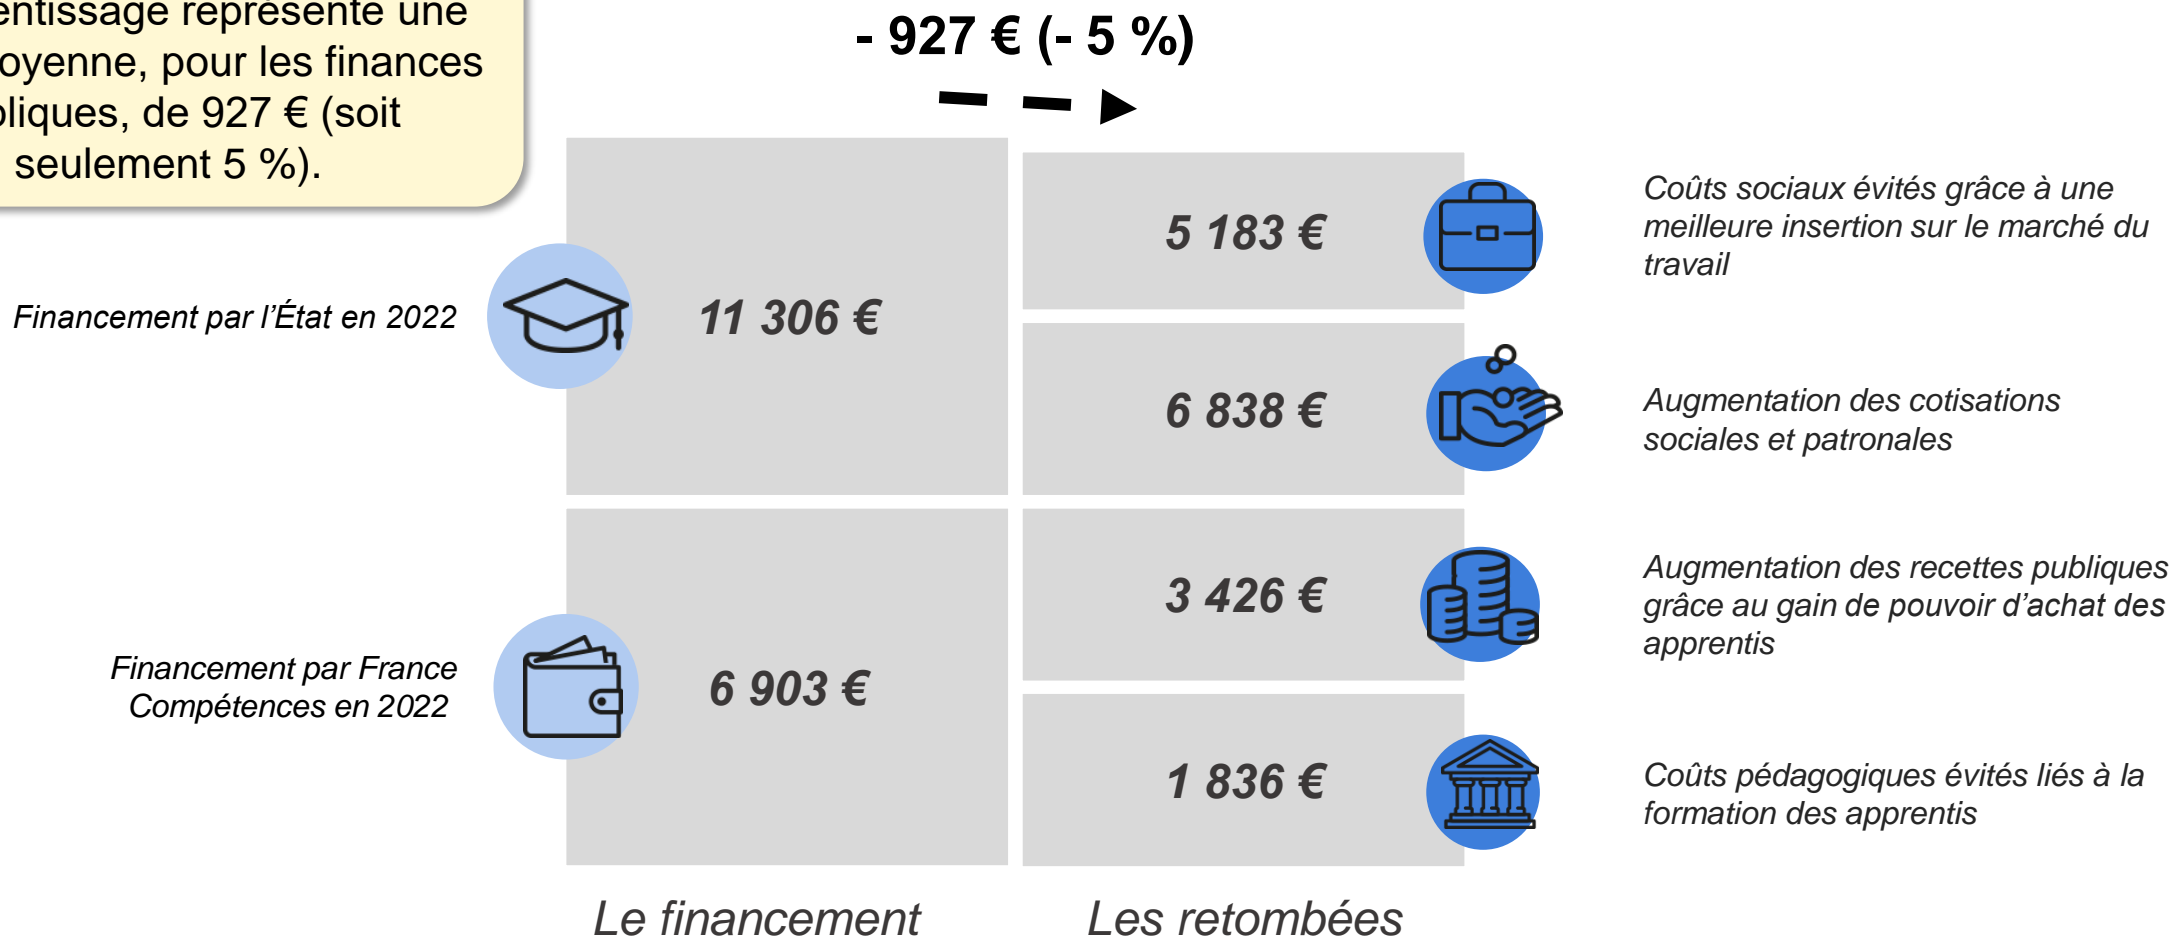 entissage représente une
oyenne, pour les finances
bliques, de 927 € (soit
seulement 5 %).
- 927 € (- 5 %)
Financement par l'État en 2022
11 306 €
Financement par France
Compétences en 2022
6 903 €
5 183 €
Coûts sociaux évités grâce à une
meilleure insertion sur le marché du
travail
6 838 €
Augmentation des cotisations
sociales et patronales
3 426 €
Augmentation des recettes publiques
grâce au gain de pouvoir d'achat des
apprentis
1 836 €
Coûts pédagogiques évités liés à la
formation des apprentis
Le financement
Les retombées